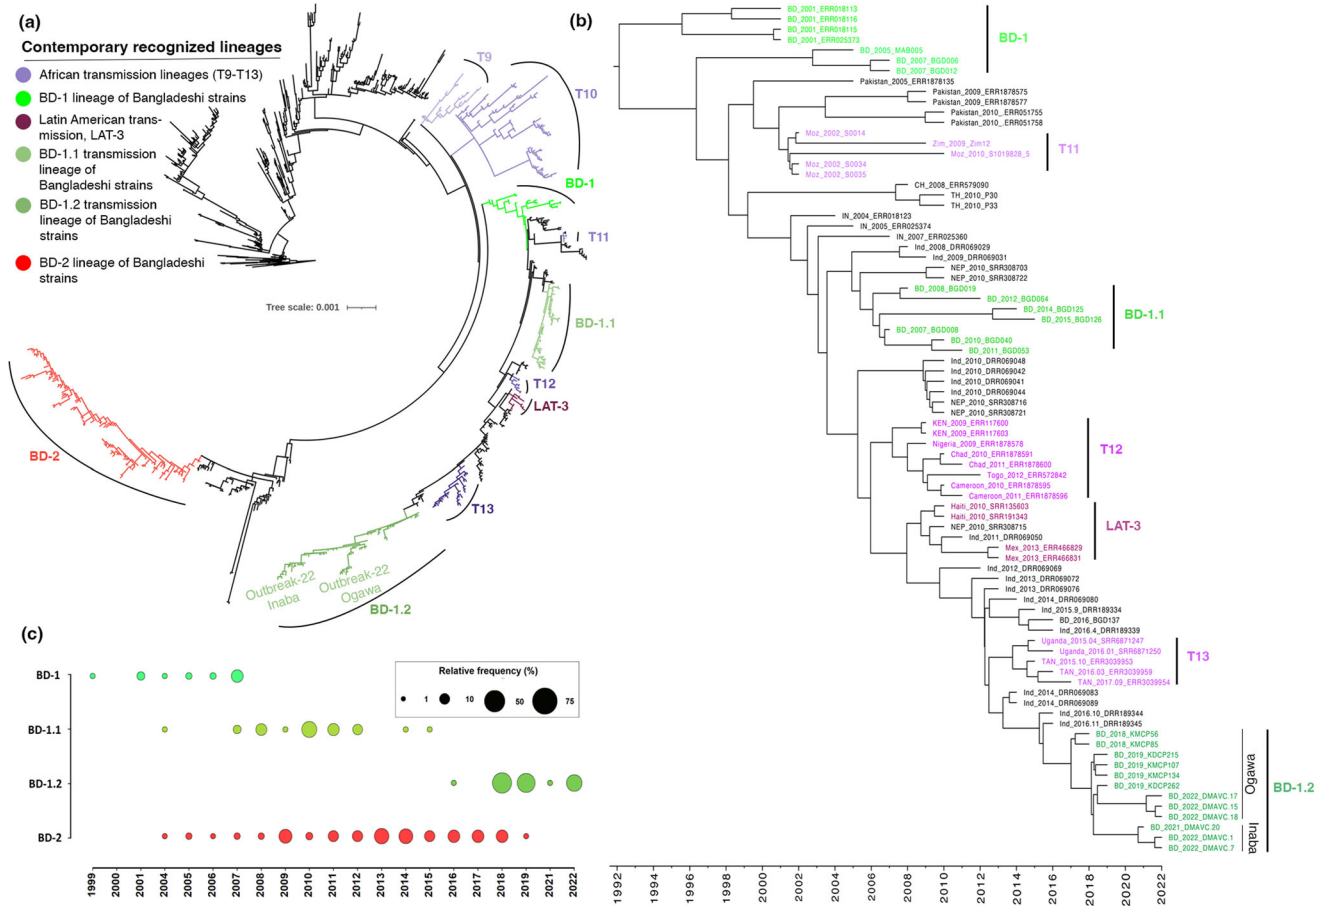 (a)
Contemporary recognized lineages
African transmission lineages (T9-T13)
BD-1 lineage of Bangladeshi strains
Latin American trans-
mission, LAT-3
BD-1.1 transmission
lineage of
Bangladeshi strains
BD-1.2 transmission
lineage of Bangladeshi
strains
BD-2 lineage of Bangladeshi
strains
Tree scale: 0.001
T9
T10
BD-1
T11
BD-1.1
T12
LAT-3
T13
BD-2
Outbreak-22
Inaba
Outbreak-22
Ogawa
BD-1.2
(b)
BD_2001_ERR018113
BD_2001_ERR018116
BD_2001_ERR018115
BD_2001_ERR025373
BD-1
BD_2005_MAB005
BD_2007_BGD006
BD_2007_BGD012
Pakistan_2005_ERR1878135
Pakistan_2009_ERR1878575
Pakistan_2009_ERR1878577
Pakistan_2010_.ERR051755
Pakistan_2010_.ERR051758
Moz_2002_S0014
Zim_2009_Zim12
Moz_2010_S1019828_5
Moz_2002_S0034
Moz_2002_S0035
T11
CH_2008_ERR579090
TH_2010_P30
TH_2010_P33
IN_2004_ERR018123
IN_2005_ERR025374
IN_2007_ERR025360
Ind_2008_DRR069029
Ind_2009_DRR069031
NEP_2010_SRR308703
NEP_2010_SRR308722
BD_2008_BGD019
BD_2012_BGD064
BD_2014_BGD125
BD_2015_BGD126
BD_2007_BGD008
BD_2010_BGD040
BD_2011_BGD053
BD-1.1
Ind_2010_DRR069048
Ind_2010_DRR069042
Ind_2010_DRR069041
Ind_2010_DRR069044
NEP_2010_SRR308716
NEP_2010_SRR308721
KEN_2009_ERR117600
KEN_2009_ERR117603
Nigeria_2009_ERR1878578
Chad_2010_ERR1878591
Chad_2011_ERR1878600
Togo_2012_ERR572842
Cameroon_2010_ERR1878595
Cameroon_2011_ERR1878596
T12
Haiti_2010_SRR135603
Haiti_2010_SRR191343
NEP_2010_SRR308715
Ind_2011_DRR069050
Mex_2013_ERR466829
Mex_2013_ERR466831
LAT-3
Ind_2012_DRR069069
Ind_2013_DRR069072
Ind_2013_DRR069076
Ind_2014_DRR069080
Ind_2015.9_DRR189334
BD_2016_BGD137
Ind_2016.4_DRR189339
Uganda_2015.04_SRR6871247
Uganda_2016.01_SRR6871250
TAN_2015.10_ERR3039953
TAN_2016.03_ERR3039959
TAN_2017.09_ERR3039954
T13
Ind_2014_DRR069083
Ind_2014_DRR069089
Ind_2016.10_DRR189344
Ind_2016.11_DRR189345
BD_2018_KMCP56
BD_2018_KMCP85
BD_2019_KDCP215
BD_2019_KMCP107
BD_2019_KMCP134
BD_2019_KDCP262
BD_2022_DMAVC.17
BD_2022_DMAVC.15
BD_2022_DMAVC.18
BD_2021_DMAVC.20
BD_2022_DMAVC.1
BD_2022_DMAVC.7
Ogawa
Inaba
BD-1.2
1992 1994 1996 1998 2000 2002 2004 2006 2008 2010 2012 2014 2016 2018 2020 2022
(c)
Relative frequency (%)
1 10 50 75
BD-1
BD-1.1
BD-1.2
BD-2
1999 2000 2001 2004 2005 2006 2007 2008 2009 2010 2011 2012 2013 2014 2015 2016 2017 2018 2019 2021 2022